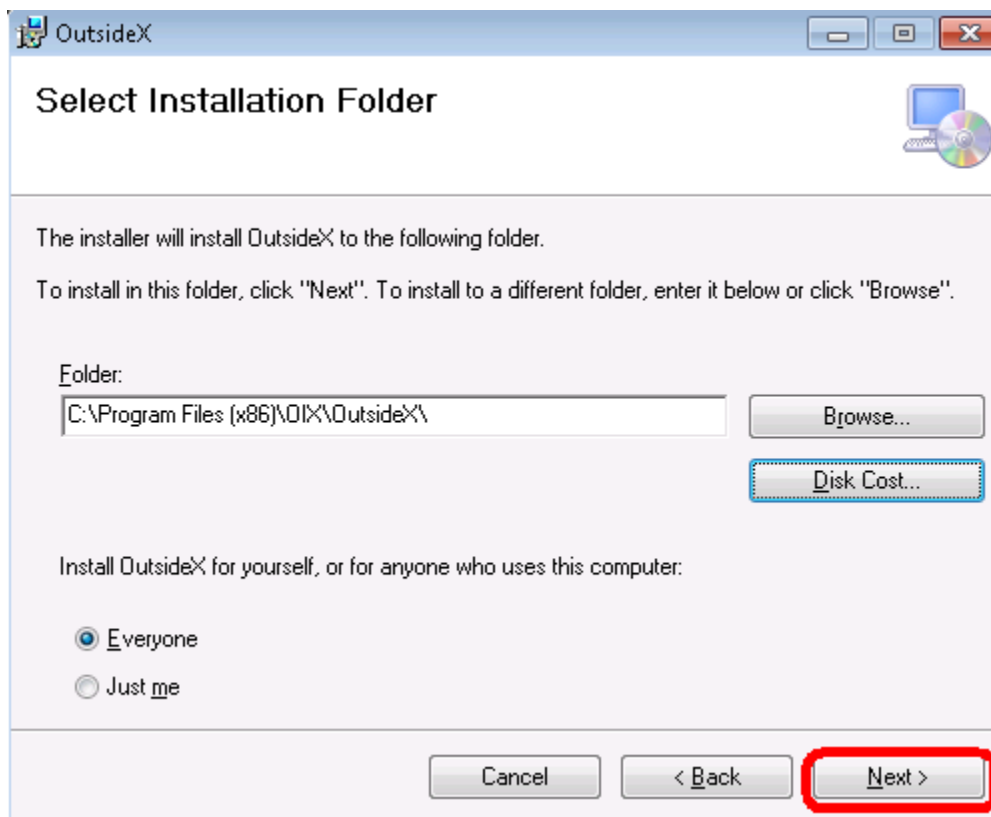 OutsideX
Select Installation Folder
The installer will install OutsideX to the following folder.
To install in this folder, click "Next". To install to a different folder, enter it below or click "Browse".
Folder:
C:\Program Files (x86)\OIX\OutsideX\
Browse...
Disk Cost...
Install OutsideX for yourself, or for anyone who uses this computer:
Everyone
Just me
Cancel
< Back
Next >